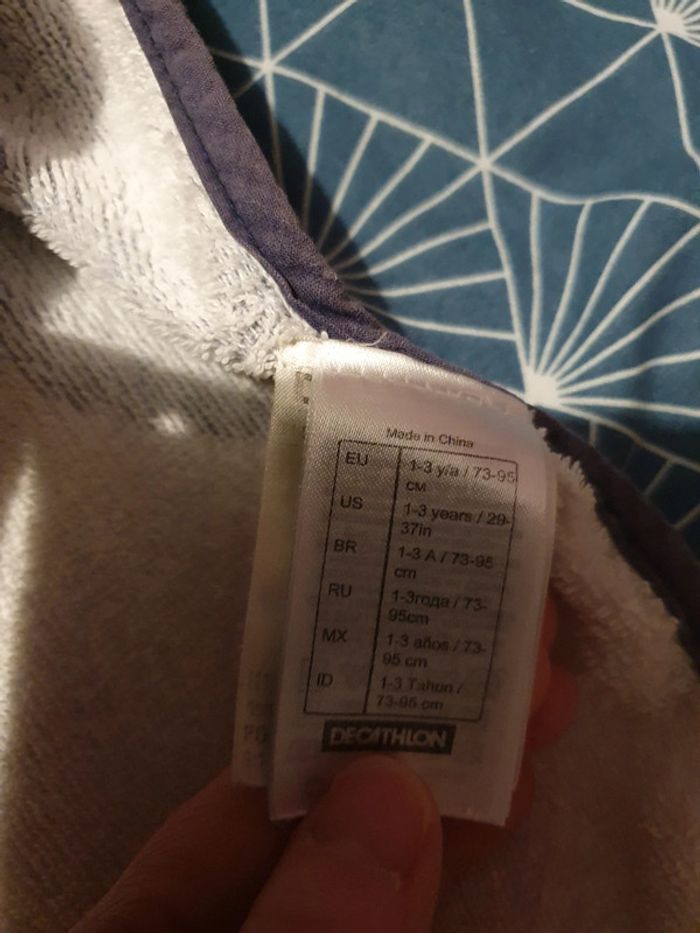 Made in China
EU 1-3 y/a / 73-95
CM
US 1-3 years / 29-
37in
BR 1-3 A / 73-95
cm
RU 1-3года / 73-
95cm
MX 1-3 años / 73-
95 cm
ID 1-3 Tahun /
73-95 cm
DECATHLON